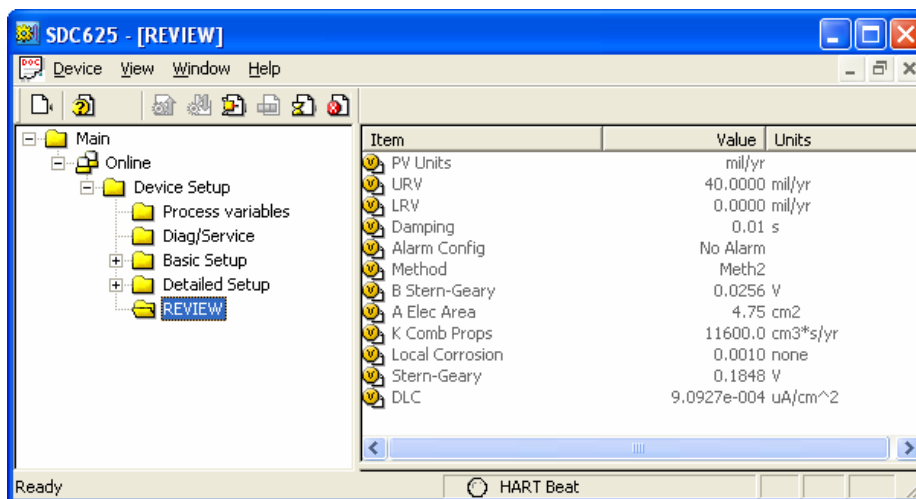 SDC625 - [REVIEW]
DOC Device View Window Help
Main
Online
Device Setup
Process variables
Diag/Service
Basic Setup
Detailed Setup
REVIEW
Item Value Units
PV Units mil/yr
URV 40.0000 mil/yr
LRV 0.0000 mil/yr
Damping 0.01 s
Alarm Config No Alarm
Method Meth2
B Stern-Geary 0.0256 V
A Elec Area 4.75 cm2
K Comb Props 11600.0 cm3*s/yr
Local Corrosion 0.0010 none
Stern-Geary 0.1848 V
DLC 9.0927e-004 uA/cm^2
Ready HART Beat